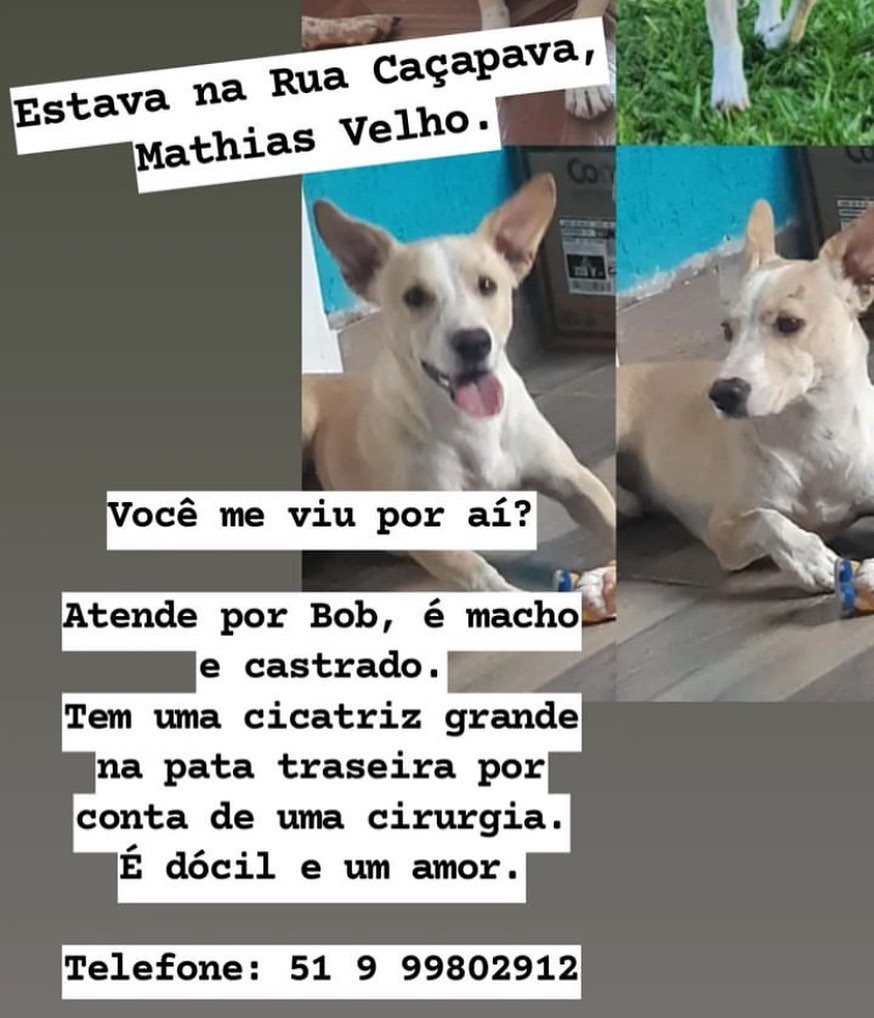 Estava na Rua Caçapava,
Mathias Velho.
Você me viu por aí?
Atende por Bob, é macho
e castrado.
Tem uma cicatriz grande
na pata traseira por
conta de uma cirurgia.
É dócil e um amor.
Telefone: 51 9 99802912